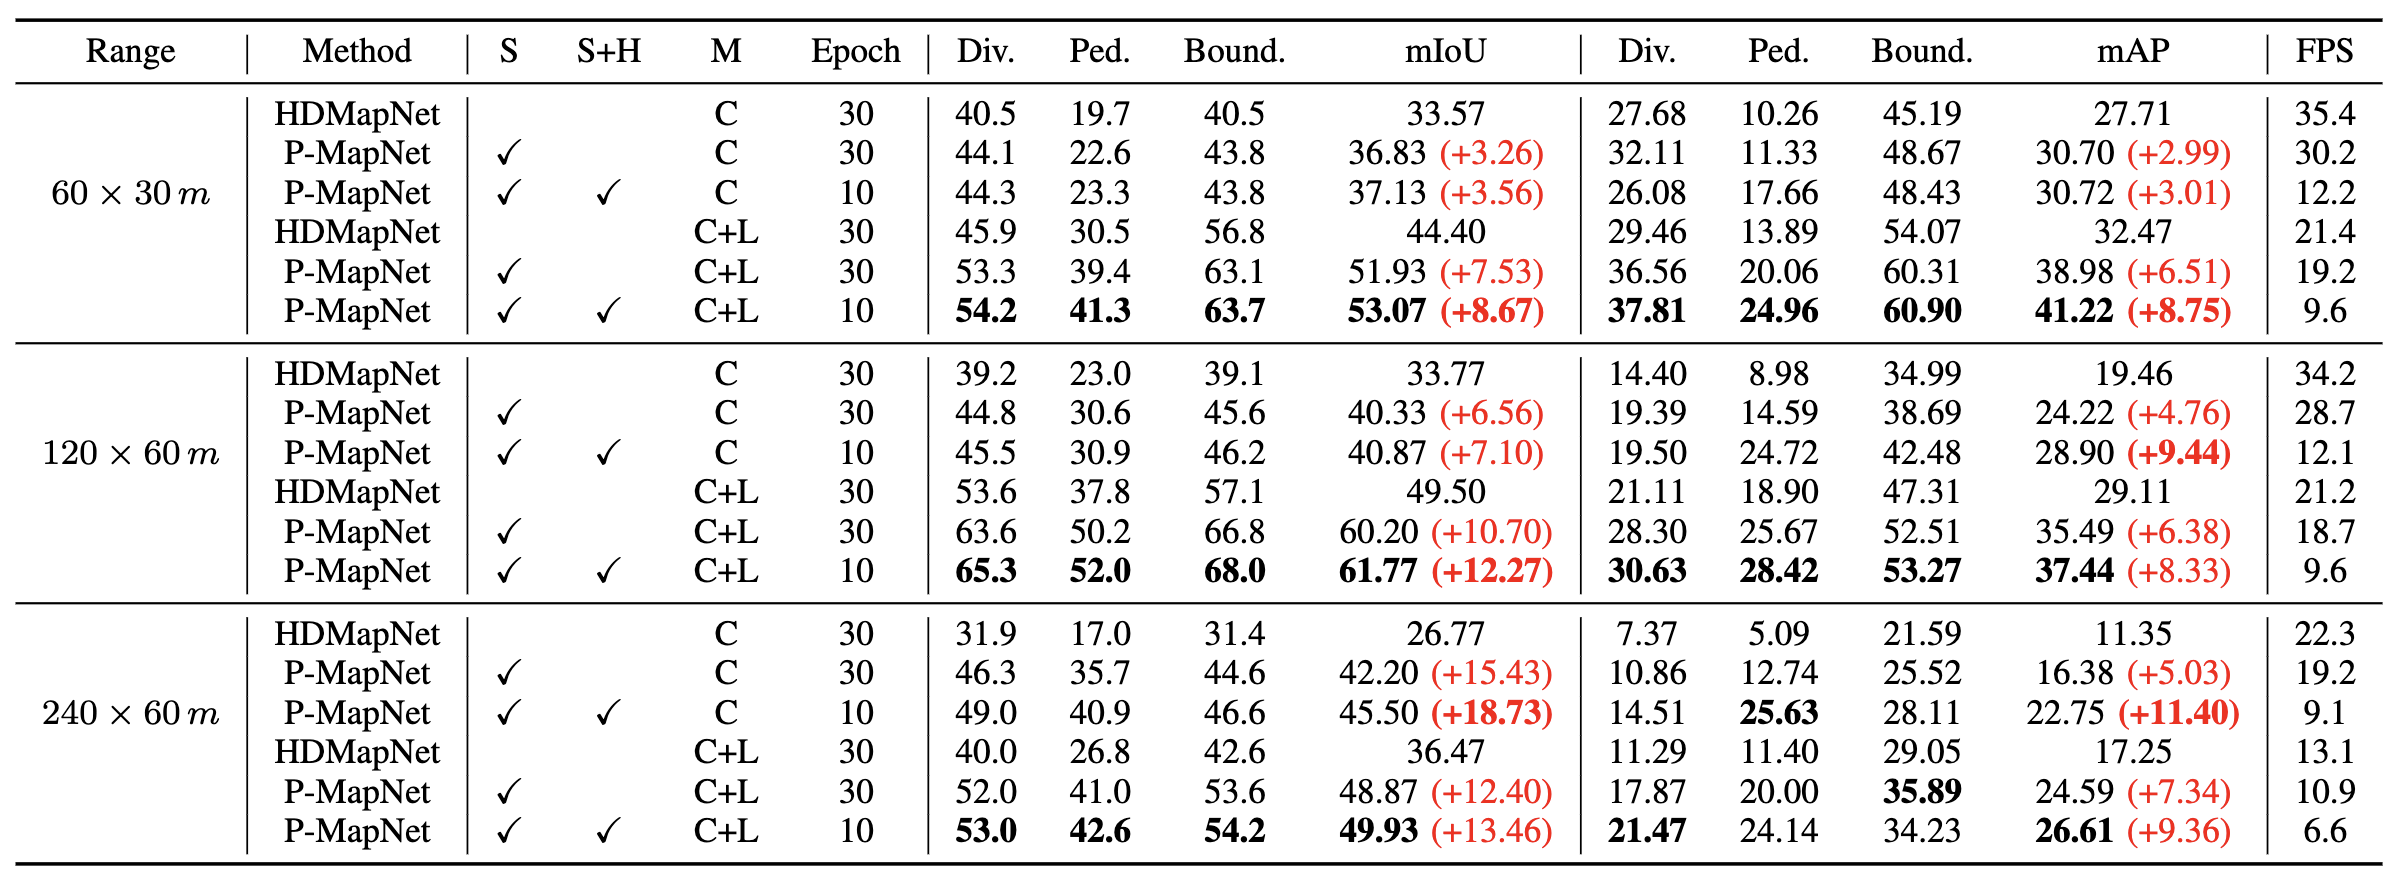 Range Method S S+H M Epoch Div. Ped. Bound. mIoU Div. Ped. Bound. mAP FPS
HDMapNet C 30 40.5 19.7 40.5 33.57 27.68 10.26 45.19 27.71 35.4
P-MapNet ✓ C 30 44.1 22.6 43.8 36.83 (+3.26) 32.11 11.33 48.67 30.70 (+2.99) 30.2
60 × 30 m P-MapNet ✓ ✓ C 10 44.3 23.3 43.8 37.13 (+3.56) 26.08 17.66 48.43 30.72 (+3.01) 12.2
HDMapNet C+L 30 45.9 30.5 56.8 44.40 29.46 13.89 54.07 32.47 21.4
P-MapNet ✓ C+L 30 53.3 39.4 63.1 51.93 (+7.53) 36.56 20.06 60.31 38.98 (+6.51) 19.2
P-MapNet ✓ ✓ C+L 10 54.2 41.3 63.7 53.07 (+8.67) 37.81 24.96 60.90 41.22 (+8.75) 9.6
HDMapNet C 30 39.2 23.0 39.1 33.77 14.40 8.98 34.99 19.46 34.2
P-MapNet ✓ C 30 44.8 30.6 45.6 40.33 (+6.56) 19.39 14.59 38.69 24.22 (+4.76) 28.7
120 × 60 m P-MapNet ✓ ✓ C 10 45.5 30.9 46.2 40.87 (+7.10) 19.50 24.72 42.48 28.90 (+9.44) 12.1
HDMapNet C+L 30 53.6 37.8 57.1 49.50 21.11 18.90 47.31 29.11 21.2
P-MapNet ✓ C+L 30 63.6 50.2 66.8 60.20 (+10.70) 28.30 25.67 52.51 35.49 (+6.38) 18.7
P-MapNet ✓ ✓ C+L 10 65.3 52.0 68.0 61.77 (+12.27) 30.63 28.42 53.27 37.44 (+8.33) 9.6
HDMapNet C 30 31.9 17.0 31.4 26.77 7.37 5.09 21.59 11.35 22.3
P-MapNet ✓ C 30 46.3 35.7 44.6 42.20 (+15.43) 10.86 12.74 25.52 16.38 (+5.03) 19.2
240 × 60 m P-MapNet ✓ ✓ C 10 49.0 40.9 46.6 45.50 (+18.73) 14.51 25.63 28.11 22.75 (+11.40) 9.1
HDMapNet C+L 30 40.0 26.8 42.6 36.47 11.29 11.40 29.05 17.25 13.1
P-MapNet ✓ C+L 30 52.0 41.0 53.6 48.87 (+12.40) 17.87 20.00 35.89 24.59 (+7.34) 10.9
P-MapNet ✓ ✓ C+L 10 53.0 42.6 54.2 49.93 (+13.46) 21.47 24.14 34.23 26.61 (+9.36) 6.6